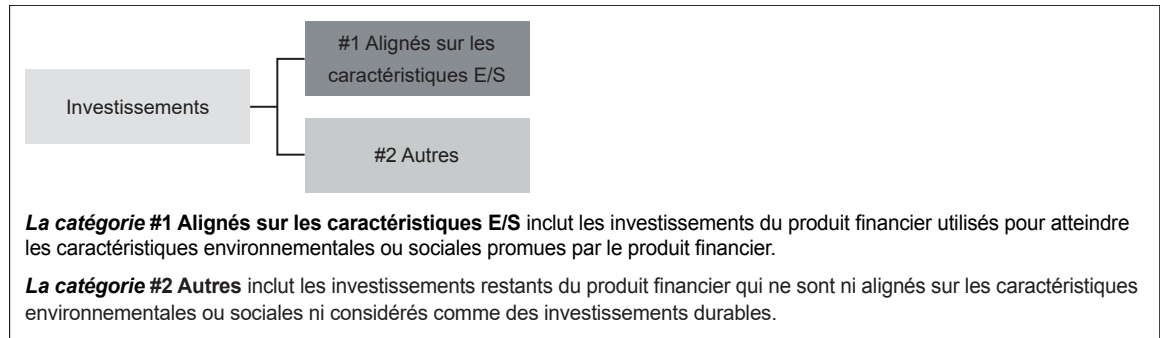 #1 Alignés sur les
caractéristiques E/S
Investissements
#2 Autres
La catégorie #1 Alignés sur les caractéristiques E/S inclut les investissements du produit financier utilisés pour atteindre
les caractéristiques environnementales ou sociales promues par le produit financier.
La catégorie #2 Autres inclut les investissements restants du produit financier qui ne sont ni alignés sur les caractéristiques
environnementales ou sociales ni considérés comme des investissements durables.